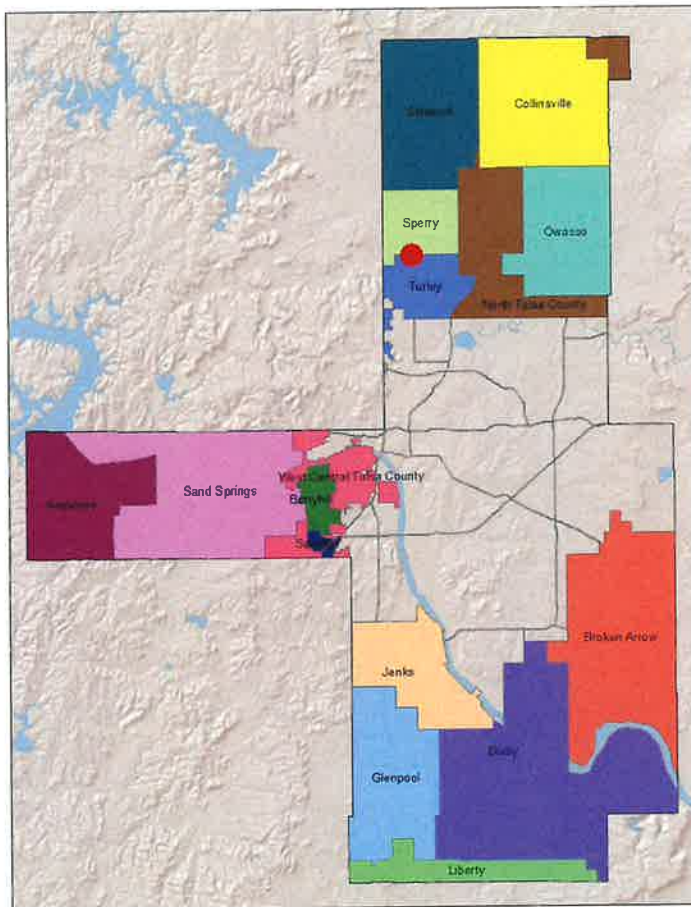 Skiatook
Collinsville
Sperry
Owasso
Turley
North Tulsa County
West Central Tulsa County
Berryhill
Sand Springs
Keystone
Broken Arrow
Jenks
Bixby
Glenpool
Liberty